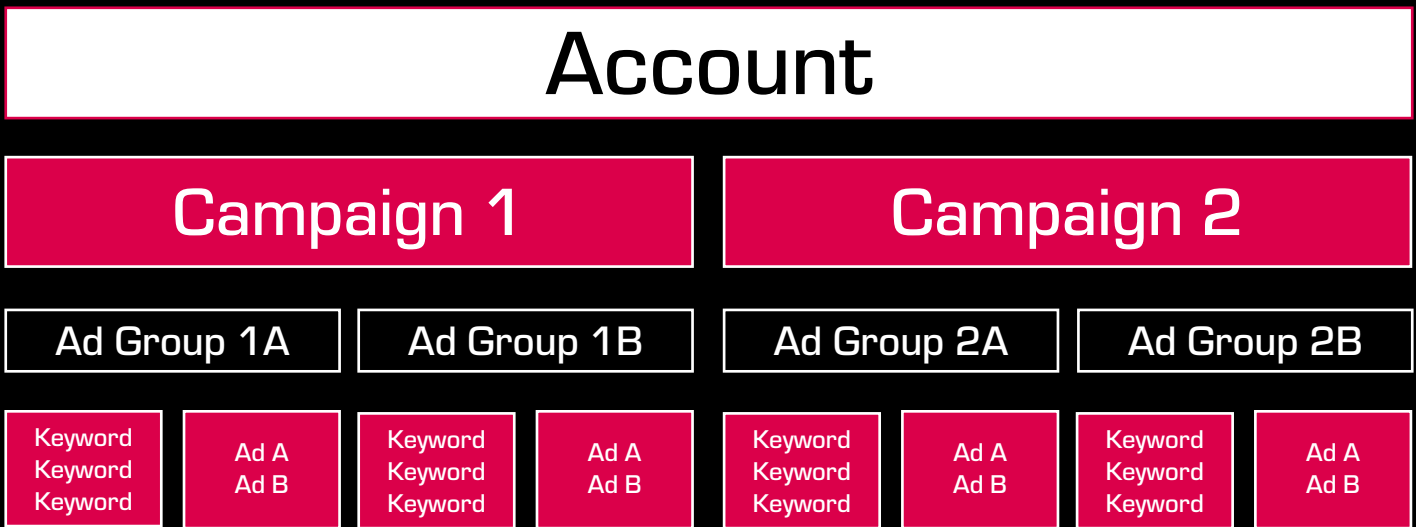 Account
Campaign 1
Campaign 2
Ad Group 1A
Ad Group 1B
Ad Group 2A
Ad Group 2B
Keyword
Keyword
Keyword
Ad A
Ad B
Keyword
Keyword
Keyword
Ad A
Ad B
Keyword
Keyword
Keyword
Ad A
Ad B
Keyword
Keyword
Keyword
Ad A
Ad B